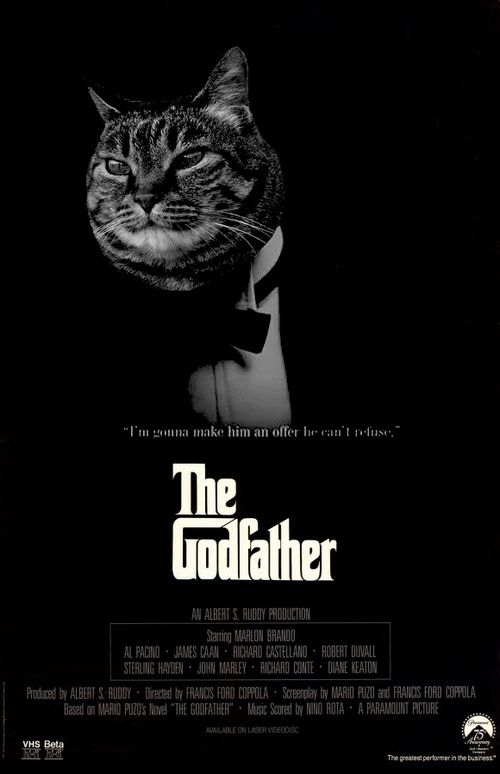 "I'm gonna make him an offer he can't refuse."
The
Godfather
AN ALBERT S. RUDDY PRODUCTION
Starring MARLON BRANDO
AL PACINO · JAMES CAAN · RICHARD CASTELLANO · ROBERT DUVALL
STERLING HAYDEN · JOHN MARLEY · RICHARD CONTE · DIANE KEATON
Produced by ALBERT S. RUDDY · Directed by FRANCIS FORD COPPOLA · Screenplay by MARIO PUZO and FRANCIS FORD COPPOLA
Based on MARIO PUZO's Novel "THE GODFATHER" · Music Scored by NINO ROTA · A PARAMOUNT PICTURE
AVAILABLE ON LASER VIDEODISC
VHS Beta
Paramount
75th
Anniversary
The greatest performer in the business.